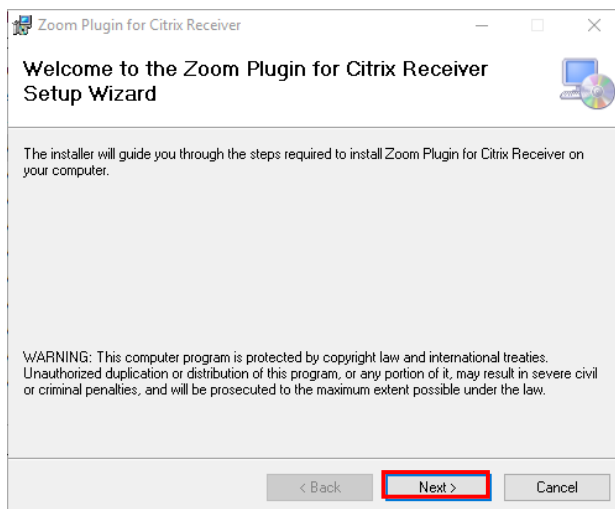 Zoom Plugin for Citrix Receiver
Welcome to the Zoom Plugin for Citrix Receiver
Setup Wizard
The installer will guide you through the steps required to install Zoom Plugin for Citrix Receiver on
your computer.
WARNING: This computer program is protected by copyright law and international treaties.
Unauthorized duplication or distribution of this program, or any portion of it, may result in severe civil
or criminal penalties, and will be prosecuted to the maximum extent possible under the law.
< Back Next > Cancel